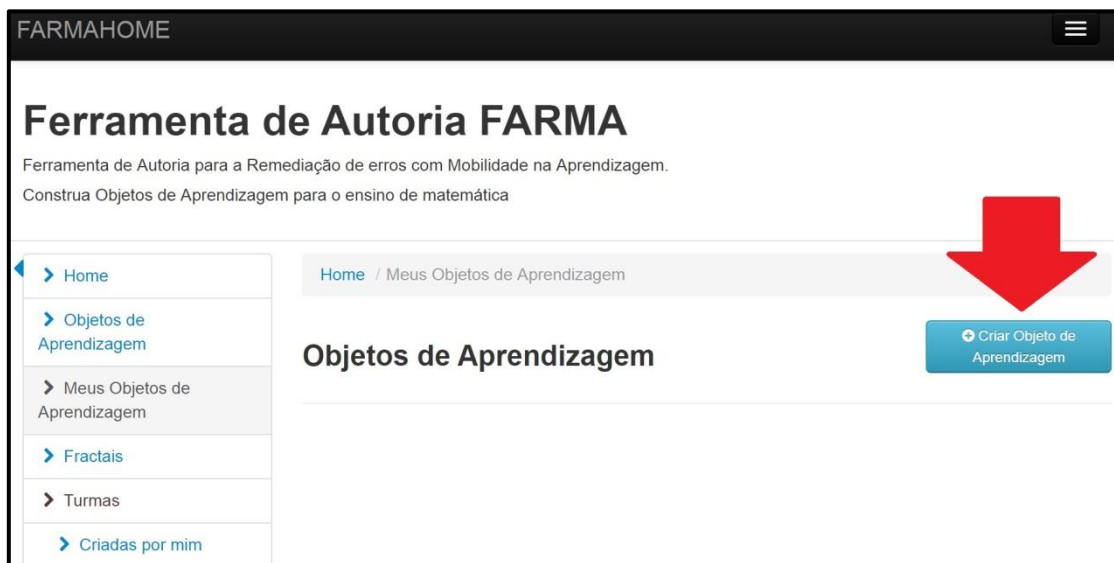 FARMAHOME
Ferramenta de Autoria FARMA
Ferramenta de Autoria para a Remediação de erros com Mobilidade na Aprendizagem.
Construa Objetos de Aprendizagem para o ensino de matemática
Home
Objetos de
Aprendizagem
Meus Objetos de
Aprendizagem
Fractais
Turmas
Criadas por mim
Home / Meus Objetos de Aprendizagem
Objetos de Aprendizagem
Criar Objeto de
Aprendizagem